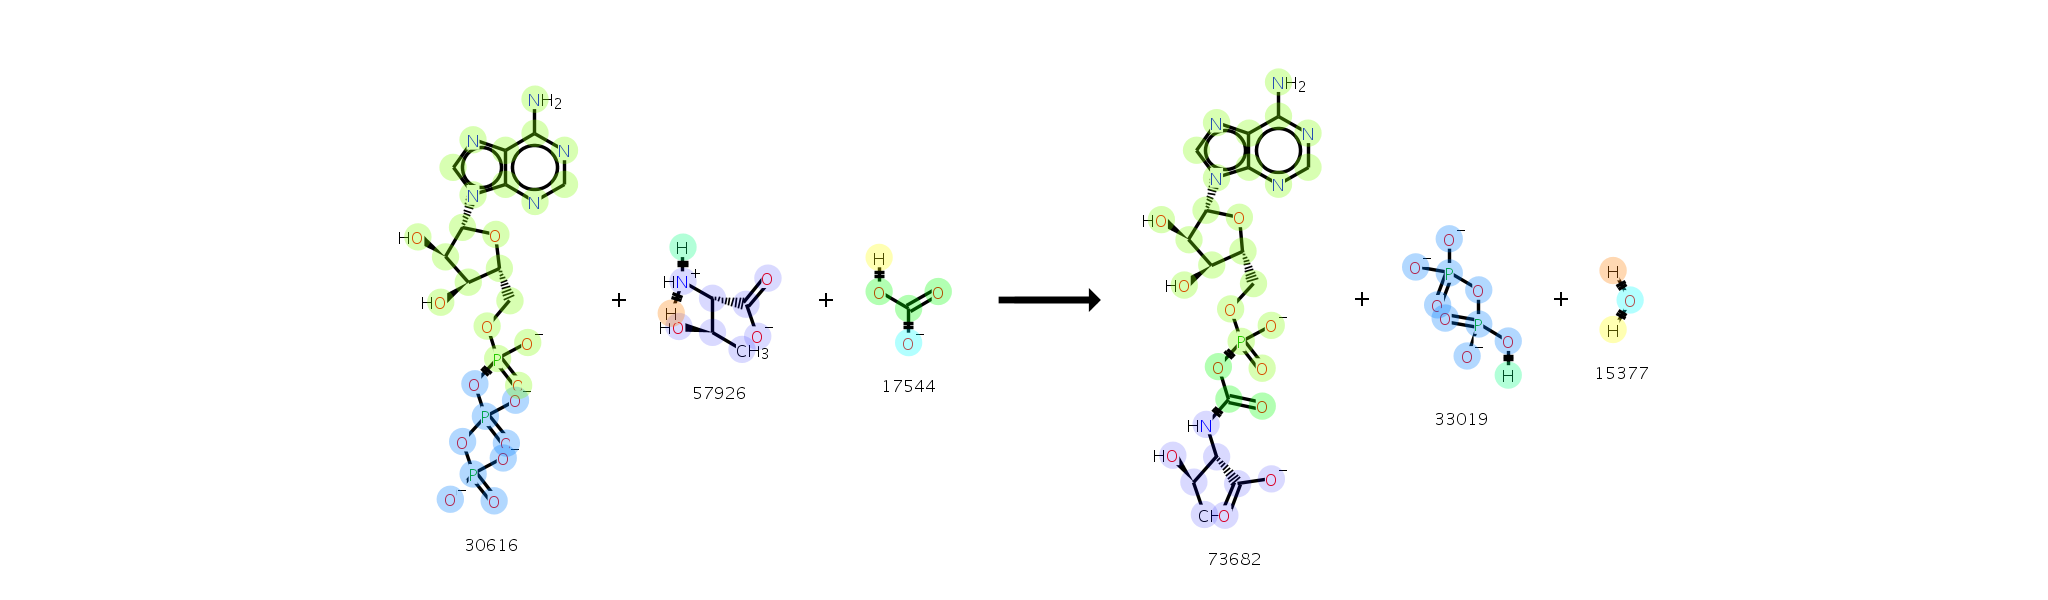 NH2
N
N
N
N
HO
O
HO
O
O-
P
O
O
O-
P
O
O
O-
P
O-
O
30616
+
H
HN+
H
HO
O
O-
CH3
57926
+
H
O
O
O-
17544
NH2
N
N
N
N
HO
O
HO
O
O-
P
O
O
O
HN
HO
O-
CH
O
73682
+
O-
O-
P
O
O
O
P
O
O-
H
33019
+
H
O
H
15377